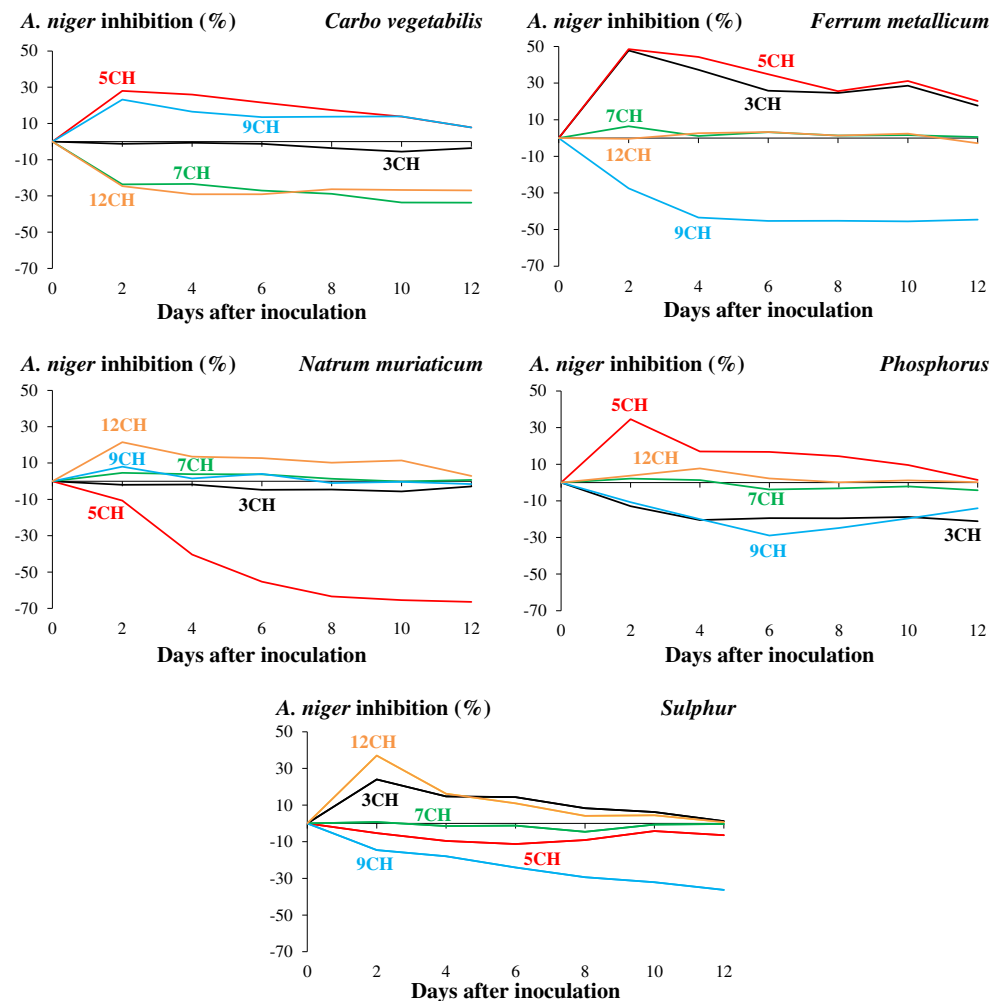 A. niger inhibition (%) Carbo vegetabilis
50
30
10
-10
-30
-50
-70
5CH
9CH
3CH
7CH
12CH
0 2 4 6 8 10 12
Days after inoculation
A. niger inhibition (%) Ferrum metallicum
50
30
10
-10
-30
-50
-70
5CH
3CH
7CH
12CH
9CH
0 2 4 6 8 10 12
Days after inoculation
A. niger inhibition (%) Natrum muriaticum
50
30
10
-10
-30
-50
-70
12CH
9CH
7CH
3CH
5CH
0 2 4 6 8 10 12
Days after inoculation
A. niger inhibition (%) Phosphorus
50
30
10
-10
-30
-50
-70
5CH
12CH
7CH
9CH
3CH
0 2 4 6 8 10 12
Days after inoculation
A. niger inhibition (%) Sulphur
50
30
10
-10
-30
-50
-70
12CH
3CH
7CH
9CH
5CH
0 2 4 6 8 10 12
Days after inoculation